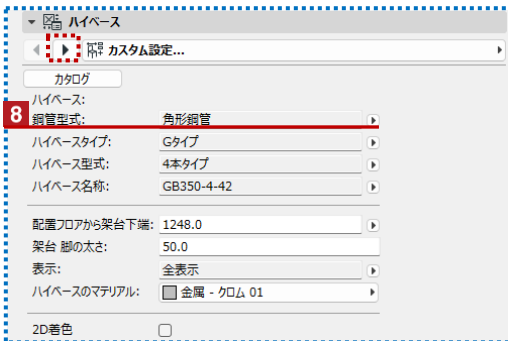 ハイベース
カスタム設定...
カタログ
ハイベース:
8
鋼管型式: 角形鋼管
ハイベースタイプ: Gタイプ
ハイベース型式: 4本タイプ
ハイベース名称: GB350-4-42
配置フロアから架台下端: 1248.0
架台 脚の太さ: 50.0
表示: 全表示
ハイベースのマテリアル: 金属 - クロム 01
2D着色